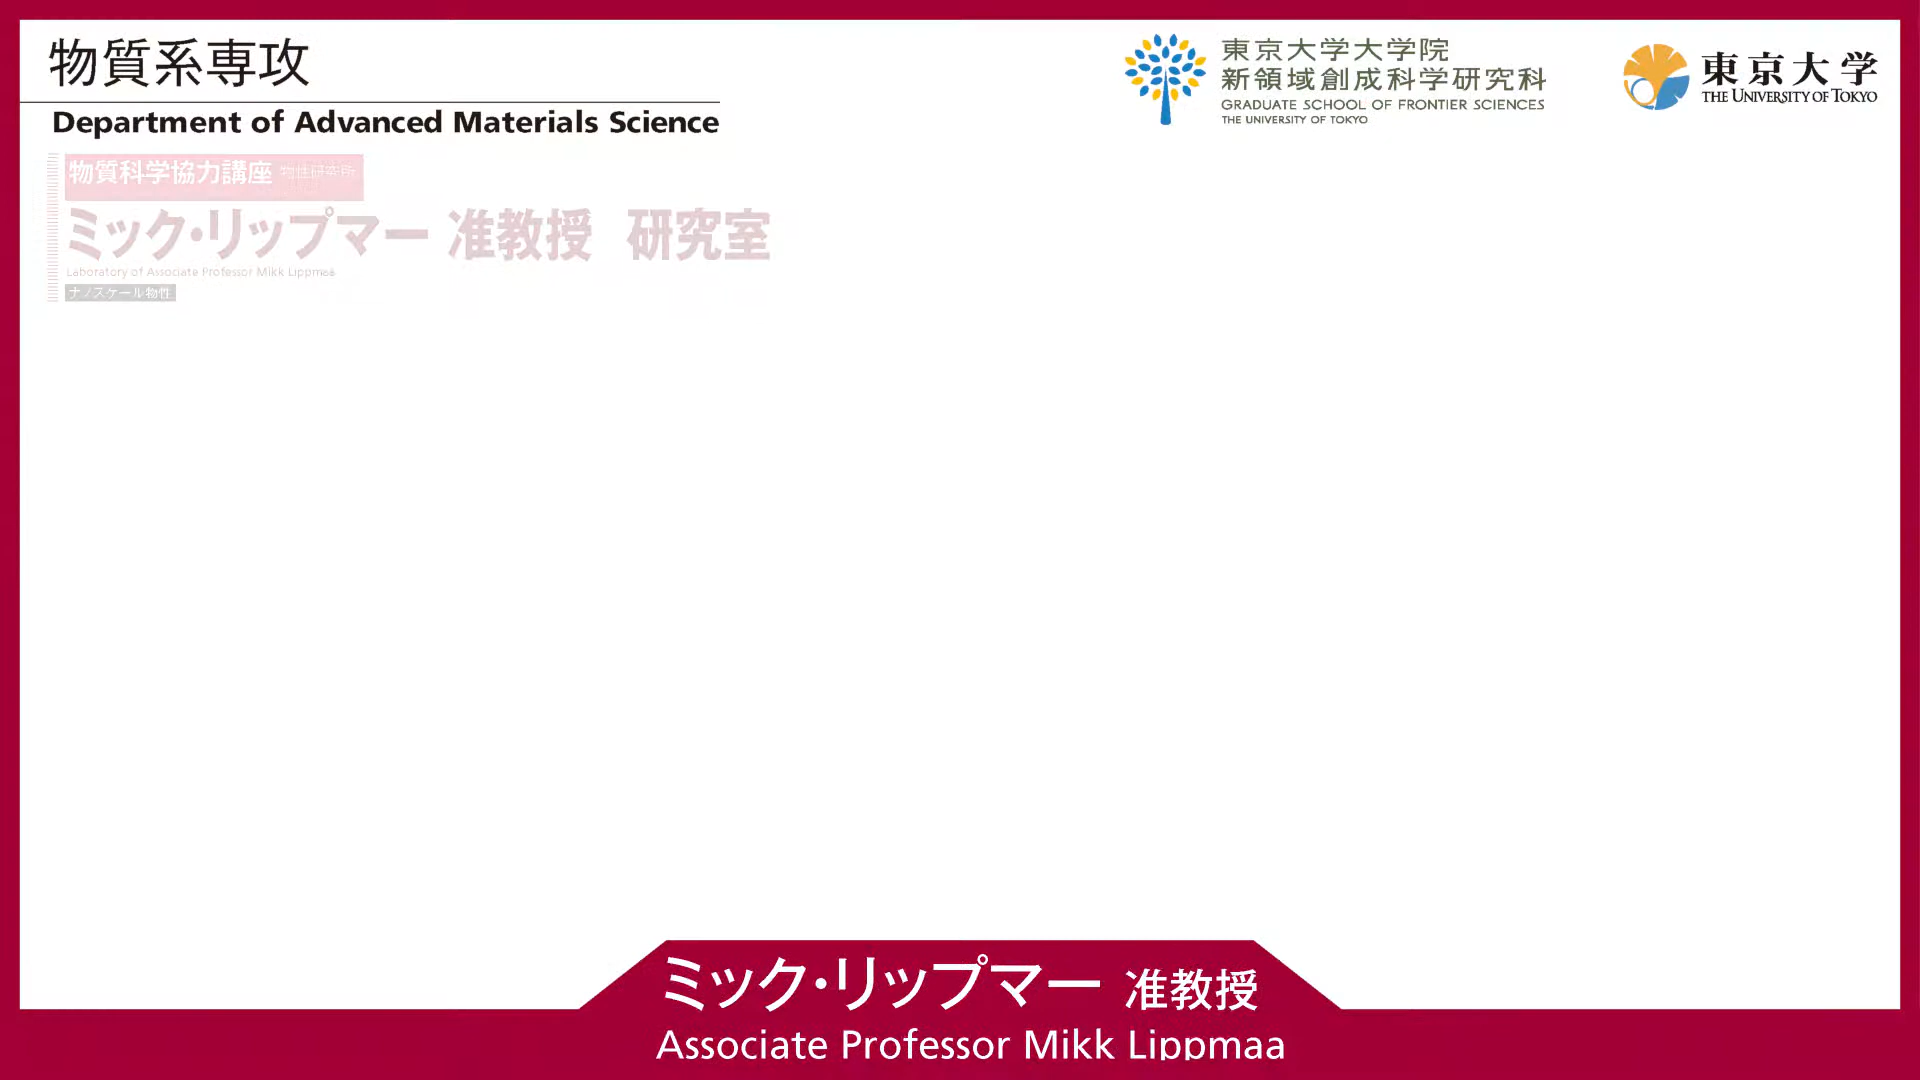 物質系専攻
Department of Advanced Materials Science
東京大学大学院
新領域創成科学研究科
GRADUATE SCHOOL OF FRONTIER SCIENCES
THE UNIVERSITY OF TOKYO
東京大学
THE UNIVERSITY OF TOKYO
物質科学協力講座 物性研究所
ミック・リップマー 准教授 研究室
Laboratory of Associate Professor Mikk Lippmaa
ナノスケール物性
ミック・リップマー 准教授
Associate Professor Mikk Lippmaa